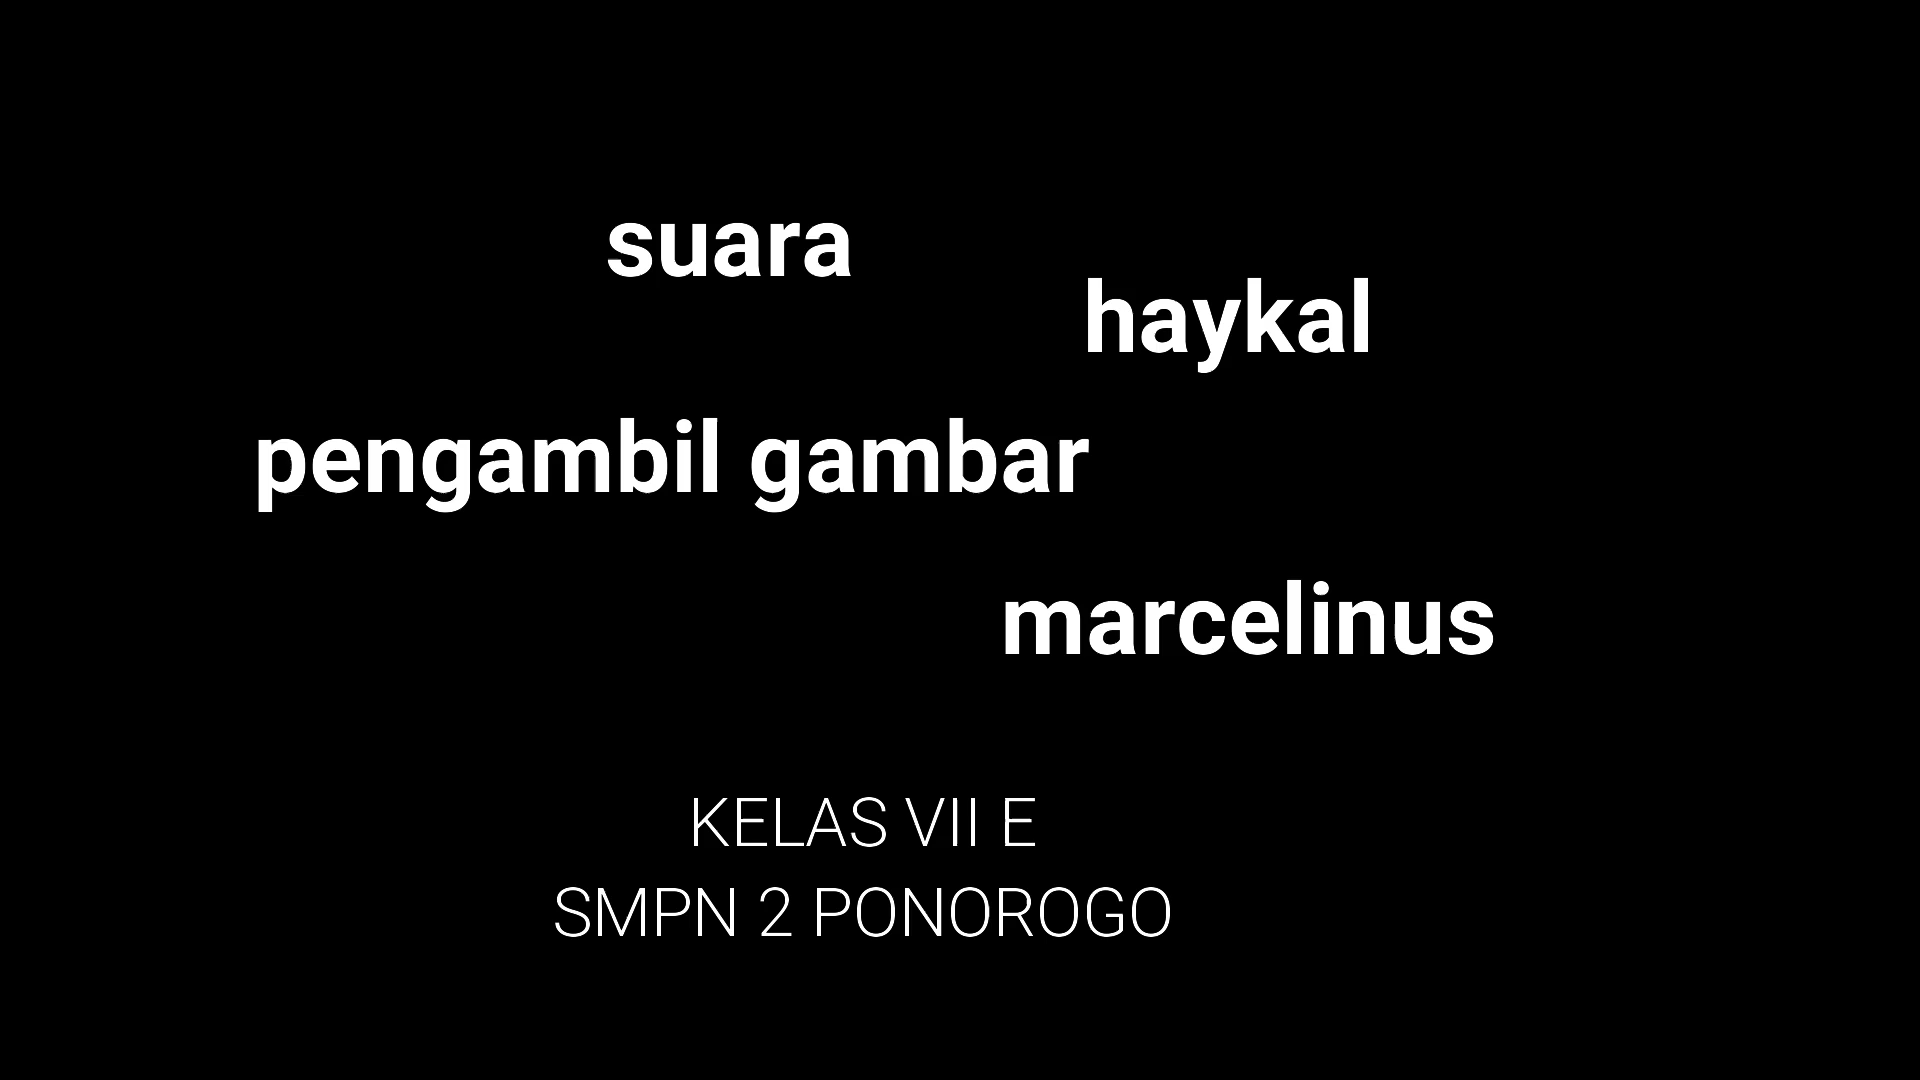 suara
haykal
pengambil gambar
marcelinus
KELAS VII E
SMPN 2 PONOROGO